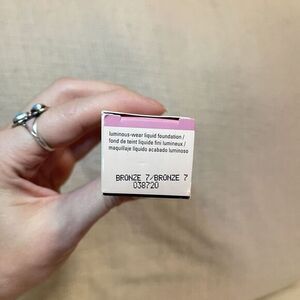 luminous-wear liquid foundation /
fond de teint liquide fini lumineux /
maquillaje líquido acabado luminoso
BRONZE 7/BRONZE 7
038720